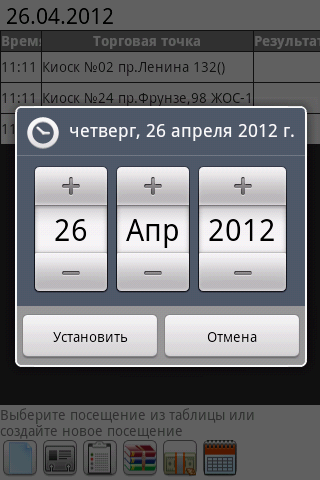 26.04.2012
Время Торговая точка Результат
11:11 Киоск №02 пр.Ленина 132()
11:11 Киоск №24 пр.Фрунзе,98 ЖОС-1
четверг, 26 апреля 2012 г.
+ + +
26 Апр 2012
− − −
Установить Отмена
Выберите посещение из таблицы или
создайте новое посещение